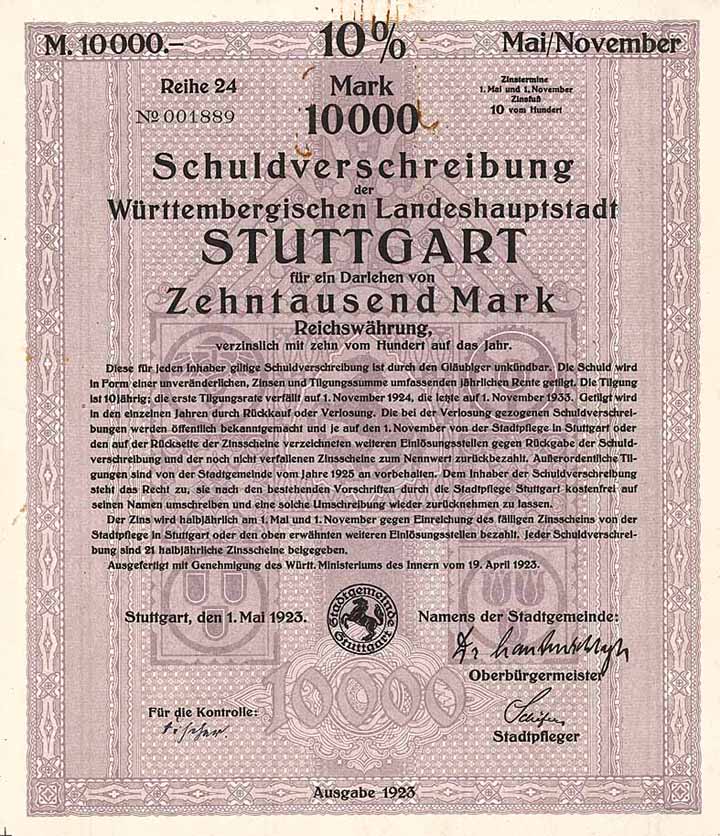 M. 10000.–
10%
Mai/November
Reihe 24
Mark
Zinstermine
1. Mai und 1. November
Zinsfuß
10 vom Hundert
№ 001889
10000
Schuldverschreibung
der
Württembergischen Landeshauptstadt
STUTTGART
für ein Darlehen von
Zehntausend Mark
Reichswährung,
verzinslich mit zehn vom Hundert auf das Jahr.
Diese für jeden Inhaber giltige Schuldverschreibung ist durch den Gläubiger unkündbar. Die Schuld wird
in Form einer unveränderlichen, Zinsen und Tilgungssumme umfassenden jährlichen Rente getilgt. Die Tilgung
ist 10jährig; die erste Tilgungsrate verfällt auf 1. November 1924, die letzte auf 1. November 1933. Getilgt wird
in den einzelnen Jahren durch Rückkauf oder Verlosung. Die bei der Verlosung gezogenen Schuldverschrei-
bungen werden öffentlich bekanntgemacht und je auf den 1. November von der Stadtpflege in Stuttgart oder
den auf der Rückseite der Zinsscheine verzeichneten weiteren Einlösungsstellen gegen Rückgabe der Schuld-
verschreibung und der noch nicht verfallenen Zinsscheine zum Nennwert zurückbezahlt. Außerordentliche Til-
gungen sind von der Stadtgemeinde vom Jahre 1925 an vorbehalten. Dem Inhaber der Schuldverschreibung
steht das Recht zu, sie nach den bestehenden Vorschriften durch die Stadtpflege Stuttgart kostenfrei auf
seinen Namen umschreiben und eine solche Umschreibung wieder zurücknehmen zu lassen.
Der Zins wird halbjährlich am 1. Mai und 1. November gegen Einreichung des fälligen Zinsscheins von der
Stadtpflege in Stuttgart oder den oben erwähnten weiteren Einlösungsstellen bezahlt. Jeder Schuldverschrei-
bung sind 21 halbjährliche Zinsscheine beigegeben.
Ausgefertigt mit Genehmigung des Württ. Ministeriums des Innern vom 19. April 1923.
Stuttgart, den 1. Mai 1923.
Stadtgemeinde
Stuttgart
Namens der Stadtgemeinde:
Oberbürgermeister
10000
Für die Kontrolle:
Stadtpfleger
Ausgabe 1923